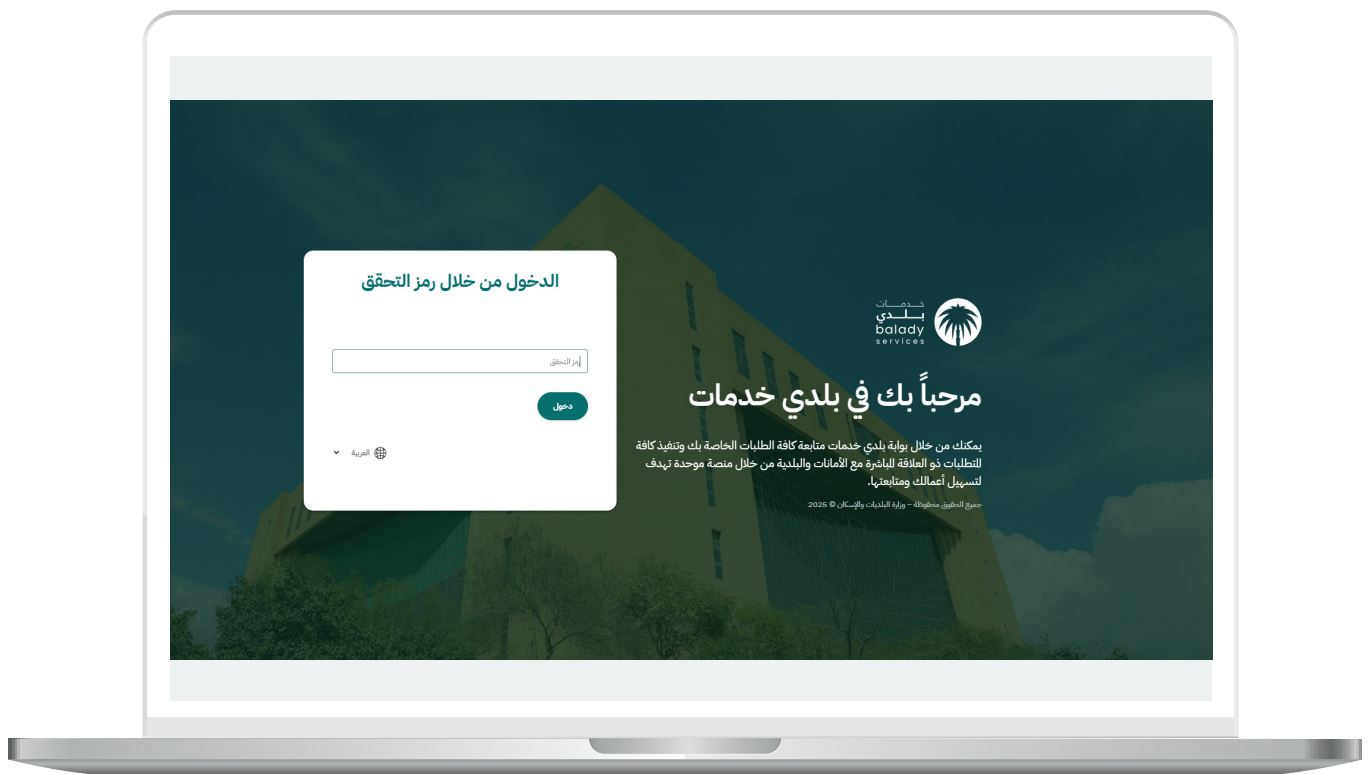 خدمات
بلدي
balady
services
مرحباً بك في بلدي خدمات
يمكنك من خلال بوابة بلدي خدمات متابعة كافة الطلبات الخاصة بك وتنفيذ كافة
المتطلبات ذو العلاقة المباشرة مع الأمانات والبلدية من خلال منصة موحدة تهدف
لتسهيل أعمالك ومتابعتها.
جميع الحقوق محفوظة – وزارة البلديات والإسكان © 2025
الدخول من خلال رمز التحقق
رمز التحقق
دخول
العربية